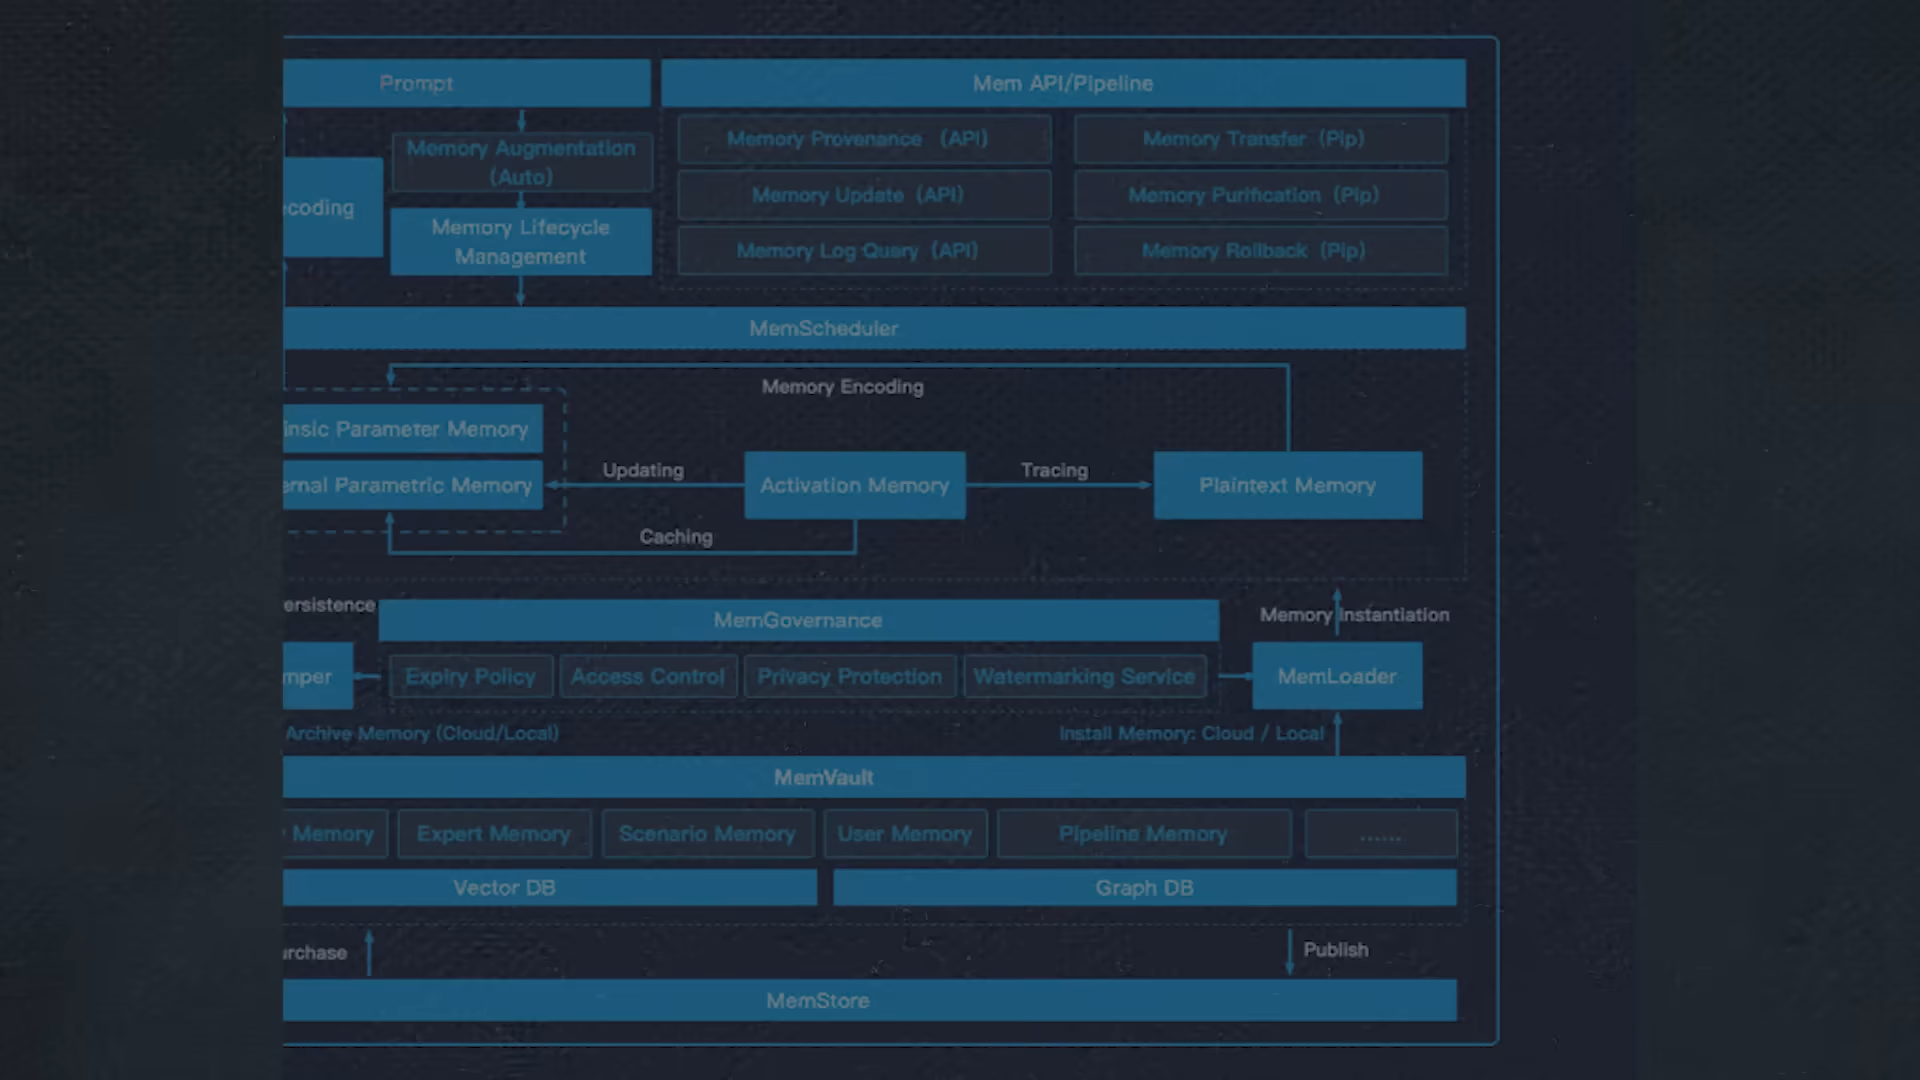 Prompt
Mem API/Pipeline
Memory Augmentation
(Auto)
Memory Provenance (API)
Memory Transfer (Pip)
coding
Memory Update (API)
Memory Purification (Pip)
Memory Lifecycle
Management
Memory Log Query (API)
Memory Rollback (Pip)
MemScheduler
Memory Encoding
insic Parameter Memory
Updating
Tracing
ernal Parametric Memory
Activation Memory
Plaintext Memory
Caching
ersistence
MemGovernance
Memory Instantiation
mper
Expiry Policy
Access Control
Privacy Protection
Watermarking Service
MemLoader
Archive Memory (Cloud/Local)
Install Memory: Cloud / Local
MemVault
Memory
Expert Memory
Scenario Memory
User Memory
Pipeline Memory
......
Vector DB
Graph DB
urchase
Publish
MemStore